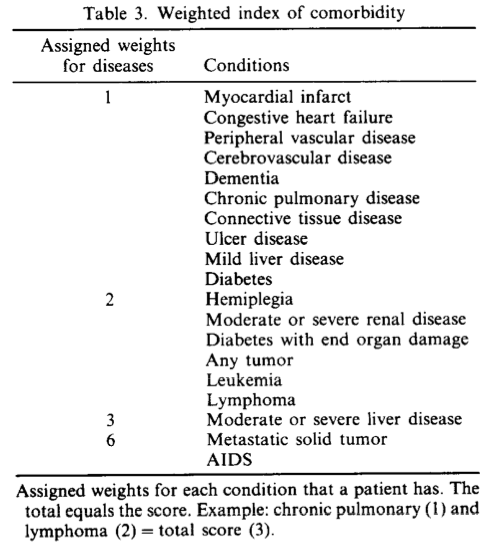 Table 3. Weighted index of comorbidity
Assigned weights
for diseases Conditions
1 Myocardial infarct
Congestive heart failure
Peripheral vascular disease
Cerebrovascular disease
Dementia
Chronic pulmonary disease
Connective tissue disease
Ulcer disease
Mild liver disease
Diabetes
2 Hemiplegia
Moderate or severe renal disease
Diabetes with end organ damage
Any tumor
Leukemia
Lymphoma
3 Moderate or severe liver disease
6 Metastatic solid tumor
AIDS
Assigned weights for each condition that a patient has. The
total equals the score. Example: chronic pulmonary (1) and
lymphoma (2) = total score (3).